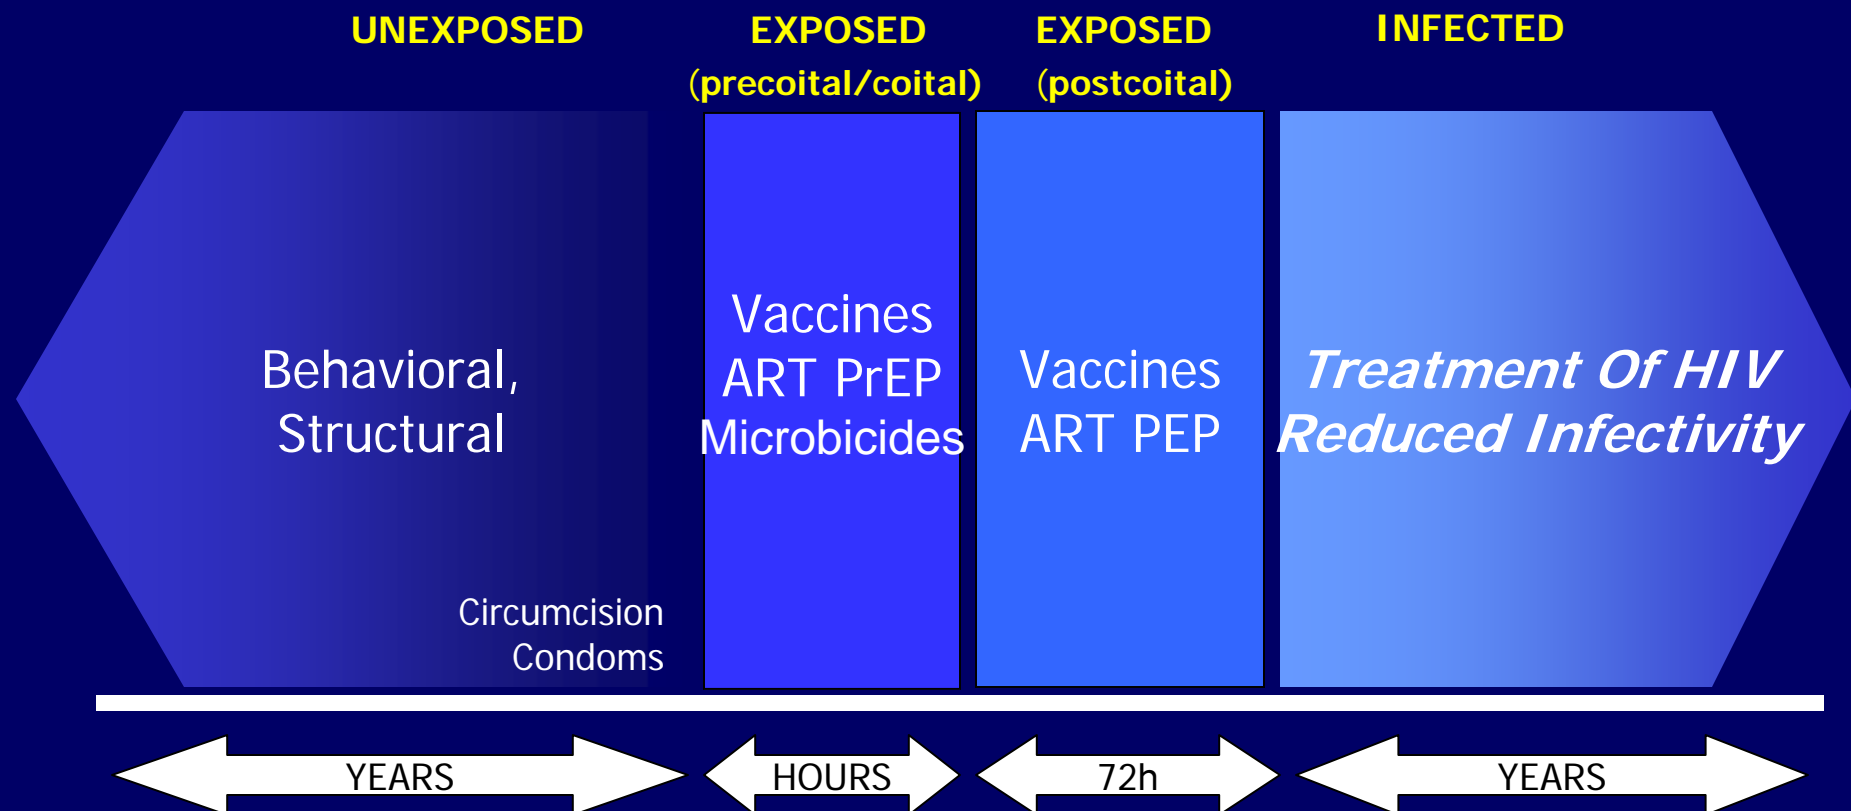 UNEXPOSED
EXPOSED
(precoital/coital)
EXPOSED
(postcoital)
INFECTED
Behavioral,
Structural
Circumcision
Condoms
Vaccines
ART PrEP
Microbicides
Vaccines
ART PEP
Treatment Of HIV
Reduced Infectivity
YEARS
HOURS
72h
YEARS